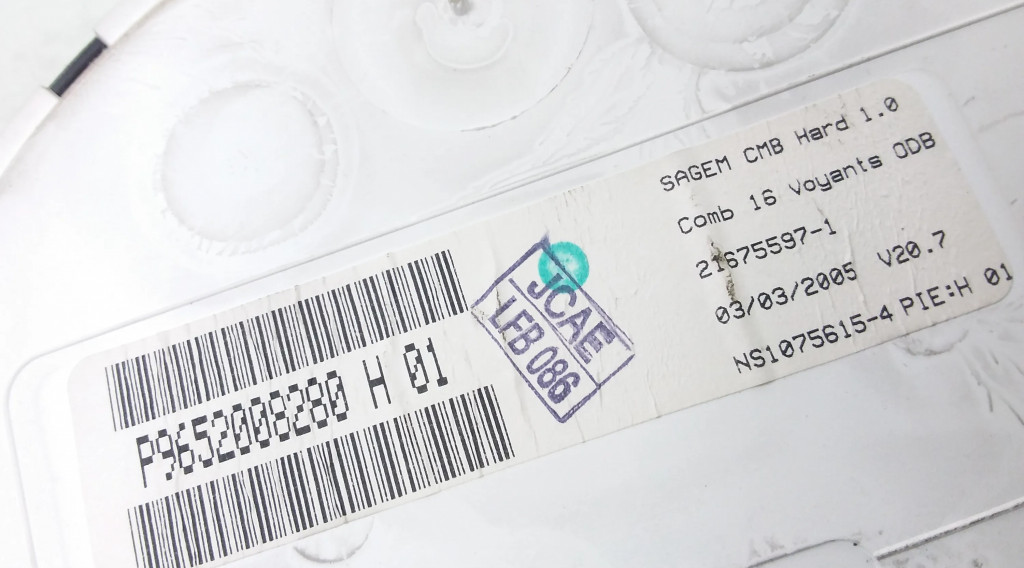 SAGEM CMB Hard 1.0
Comb 16 Voyants ODB
21675597-1
03/03/2005 V20.7
NS1075615-4 PIE:H 01
JCAE
LFB 086
P9652008280 H 01